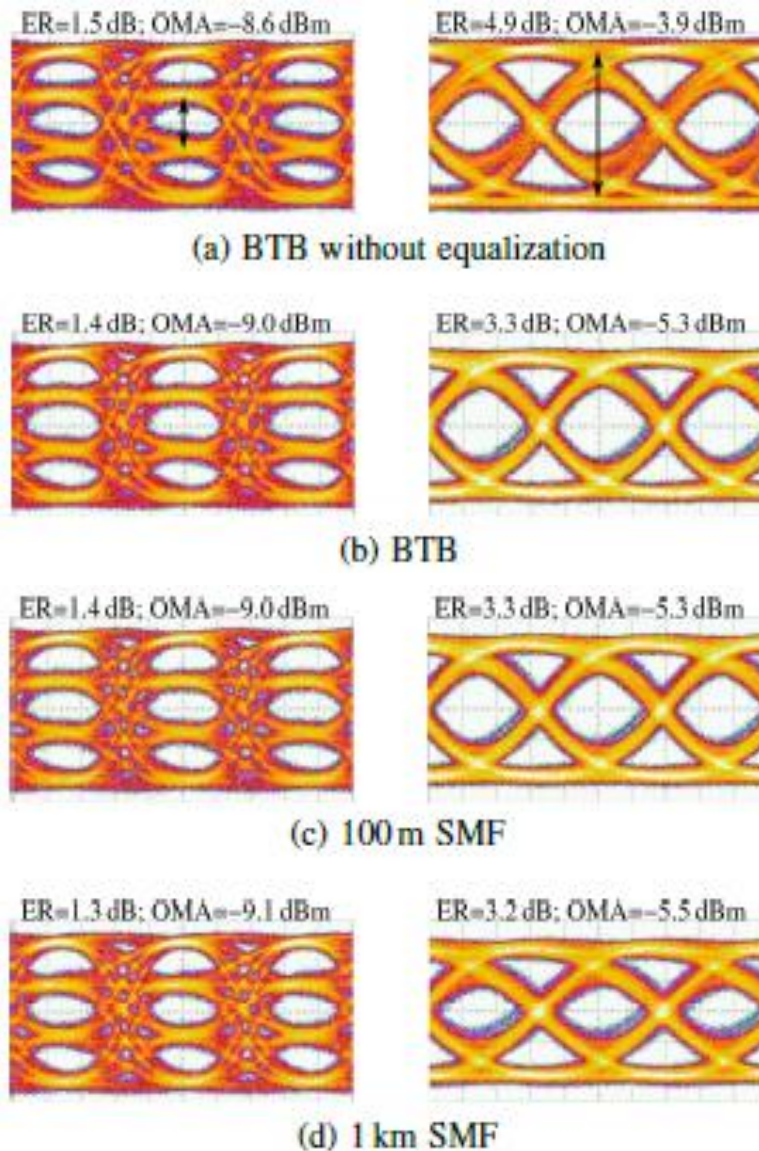 ER=1.5 dB; OMA=−8.6 dBm
ER=4.9 dB; OMA=−3.9 dBm
(a) BTB without equalization
ER=1.4 dB; OMA=−9.0 dBm
ER=3.3 dB; OMA=−5.3 dBm
(b) BTB
ER=1.4 dB; OMA=−9.0 dBm
ER=3.3 dB; OMA=−5.3 dBm
(c) 100 m SMF
ER=1.3 dB; OMA=−9.1 dBm
ER=3.2 dB; OMA=−5.5 dBm
(d) 1 km SMF